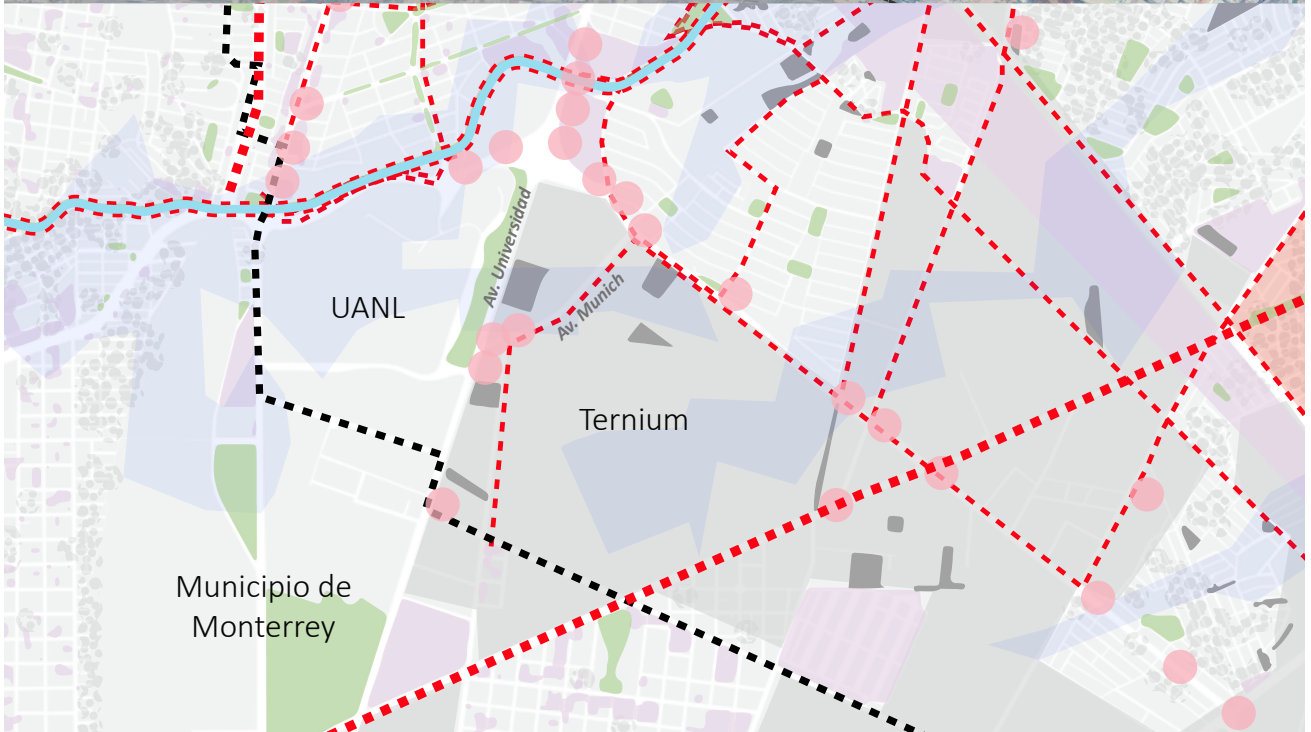 Av. Universidad
UANL
Av. Munich
Ternium
Municipio de
Monterrey